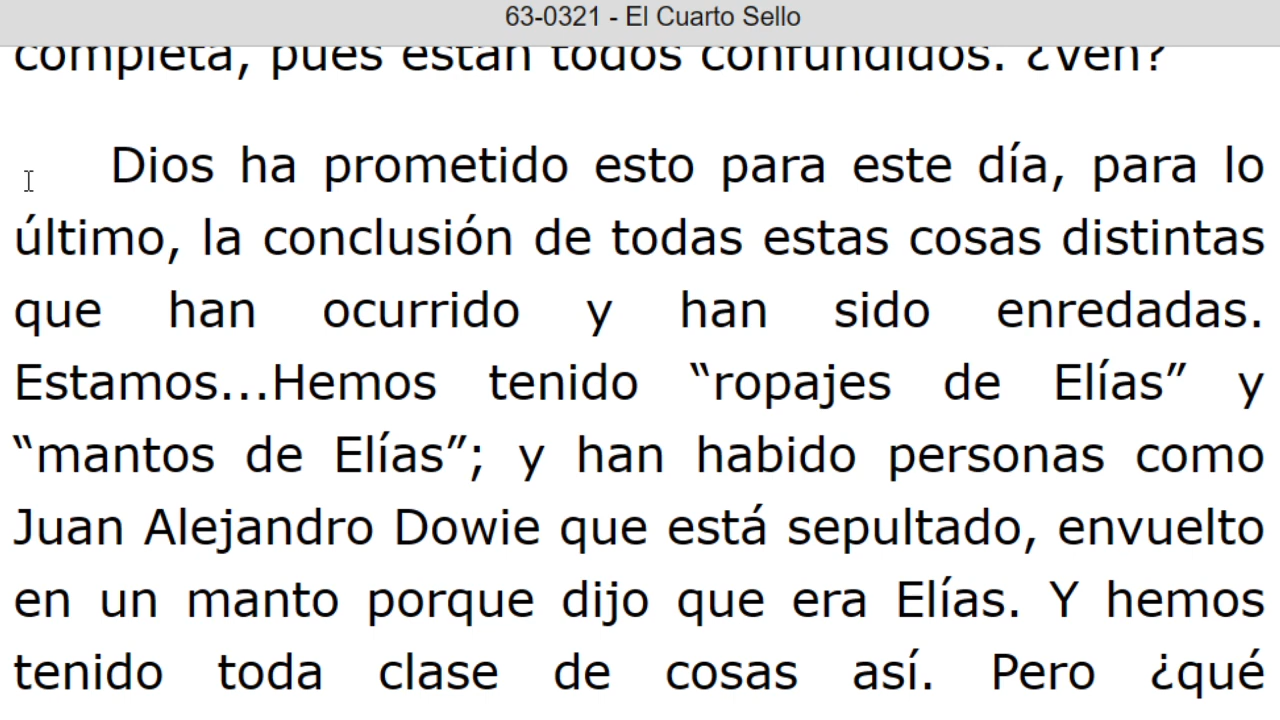 63-0321 - El Cuarto Sello
completa, pues están todos confundidos. ¿Ven?
Dios ha prometido esto para este día, para lo
último, la conclusión de todas estas cosas distintas
que han ocurrido y han sido enredadas.
Estamos...Hemos tenido “ropajes de Elías” y
“mantos de Elías”; y han habido personas como
Juan Alejandro Dowie que está sepultado, envuelto
en un manto porque dijo que era Elías. Y hemos
tenido toda clase de cosas así. Pero ¿qué